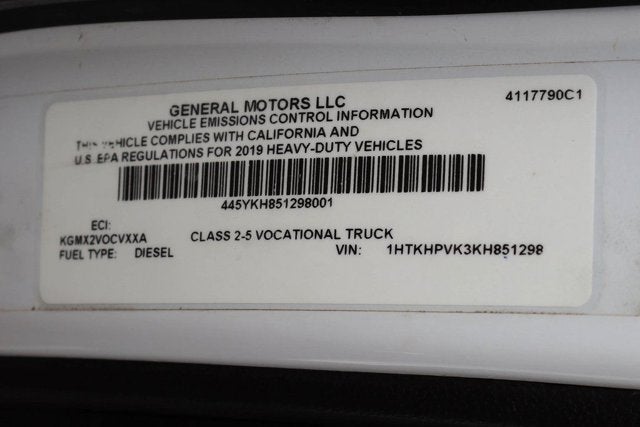 GENERAL MOTORS LLC
4117790C1
VEHICLE EMISSIONS CONTROL INFORMATION
THIS VEHICLE COMPLIES WITH CALIFORNIA AND
U.S. EPA REGULATIONS FOR 2019 HEAVY-DUTY VEHICLES
445YKH851298001
ECI:
KGMX2VOCVXXA CLASS 2-5 VOCATIONAL TRUCK
FUEL TYPE: DIESEL VIN: 1HTKHPVK3KH851298